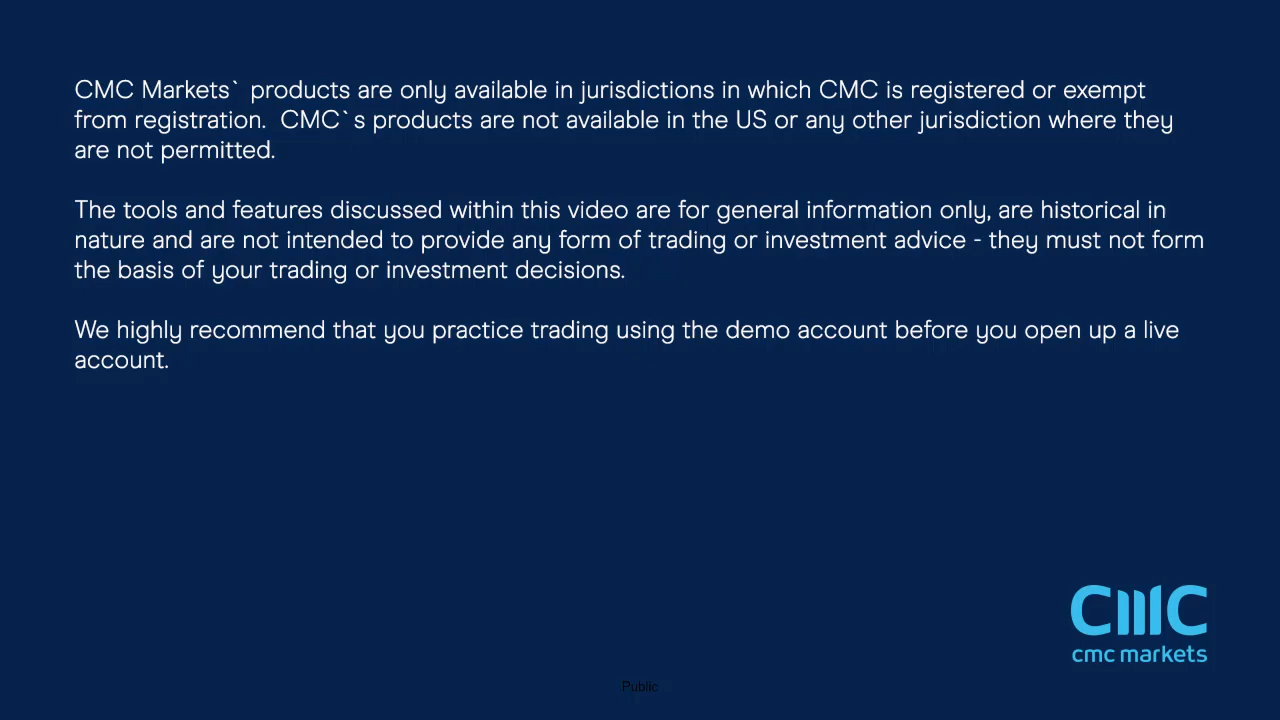 CMC Markets` products are only available in jurisdictions in which CMC is registered or exempt
from registration.  CMC`s products are not available in the US or any other jurisdiction where they
are not permitted.
The tools and features discussed within this video are for general information only, are historical in
nature and are not intended to provide any form of trading or investment advice - they must not form
the basis of your trading or investment decisions.
We highly recommend that you practice trading using the demo account before you open up a live
account.
CMC
cmc markets
Public